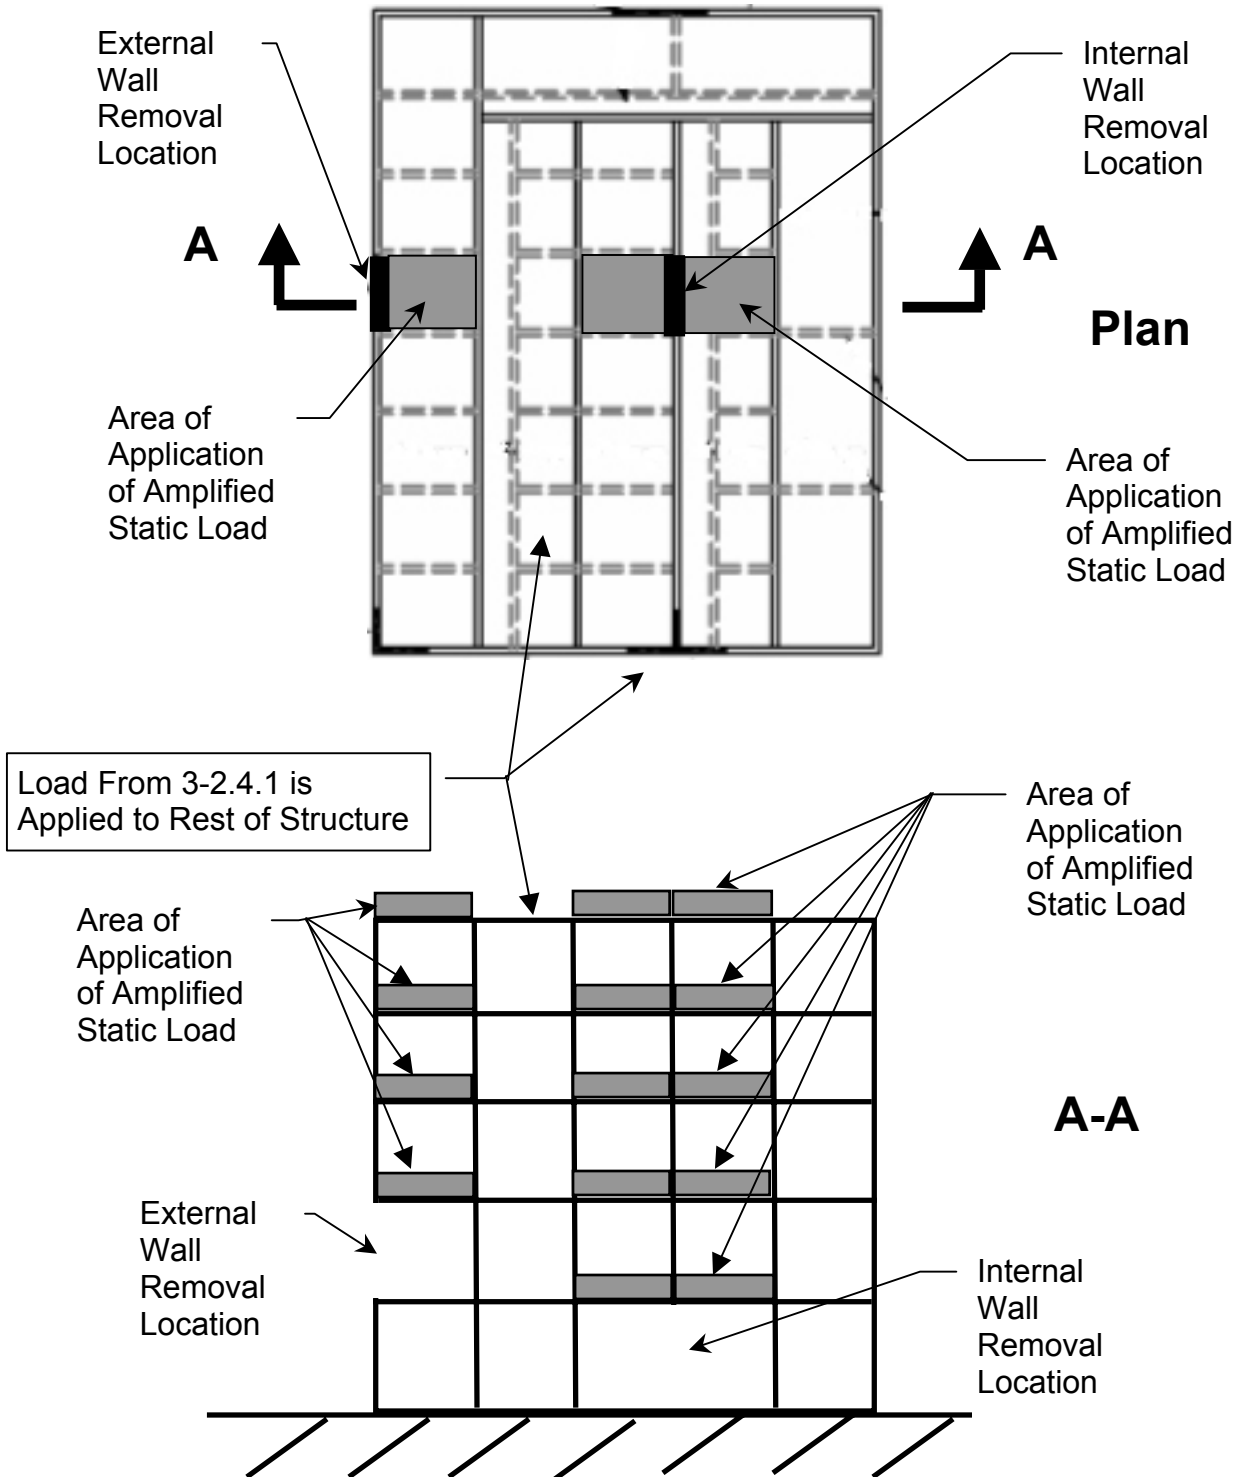 External
Wall
Removal
Location
Internal
Wall
Removal
Location
A
A
Plan
Area of
Application
of Amplified
Static Load
Area of
Application
of Amplified
Static Load
Load From 3-2.4.1 is
Applied to Rest of Structure
Area of
Application
of Amplified
Static Load
Area of
Application
of Amplified
Static Load
A-A
External
Wall
Removal
Location
Internal
Wall
Removal
Location